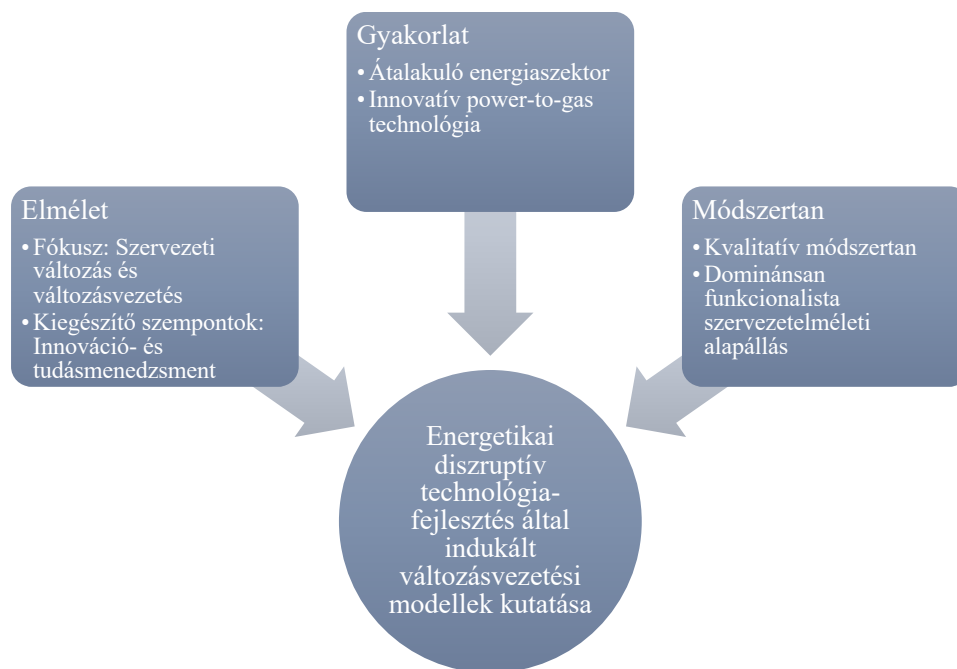 Gyakorlat
• Átalakuló energiaszektor
• Innovatív power-to-gas
technológia
Elmélet
• Fókusz: Szervezeti
változás és
változásvezetés
• Kiegészítő szempontok:
Innováció- és
tudásmenedzsment
Módszertan
• Kvalitatív módszertan
• Dominánsan
funkcionalista
szervezetelméleti
alapállás
Energetikai
diszruptív
technológia-
fejlesztés által
indukált
változásvezetési
modellek kutatása